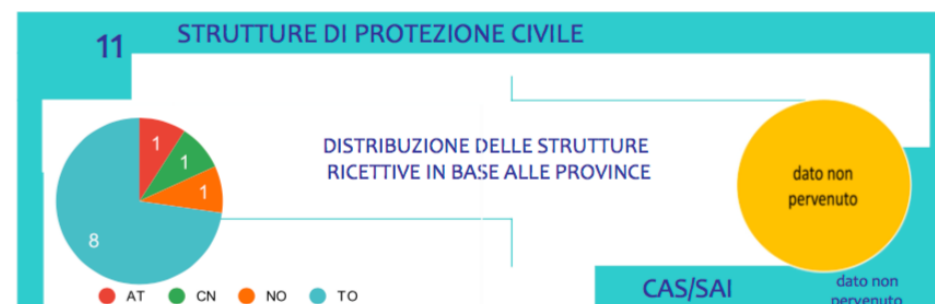 11
STRUTTURE DI PROTEZIONE CIVILE
1
1
1
8
AT
CN
NO
TO
DISTRIBUZIONE DELLE STRUTTURE
RICETTIVE IN BASE ALLE PROVINCE
dato non
pervenuto
CAS/SAI
dato non
pervenuto